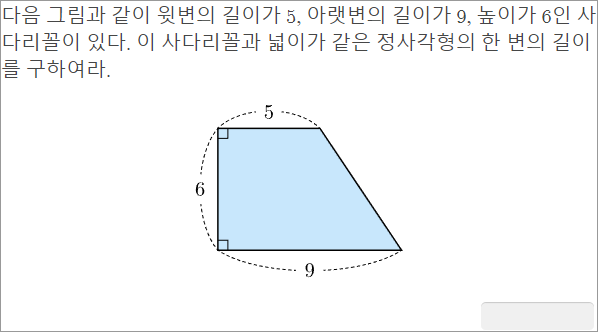 다음 그림과 같이 윗변의 길이가 5, 아랫변의 길이가 9, 높이가 6인 사
다리꼴이 있다. 이 사다리꼴과 넓이가 같은 정사각형의 한 변의 길이
를 구하여라.
5
6
9